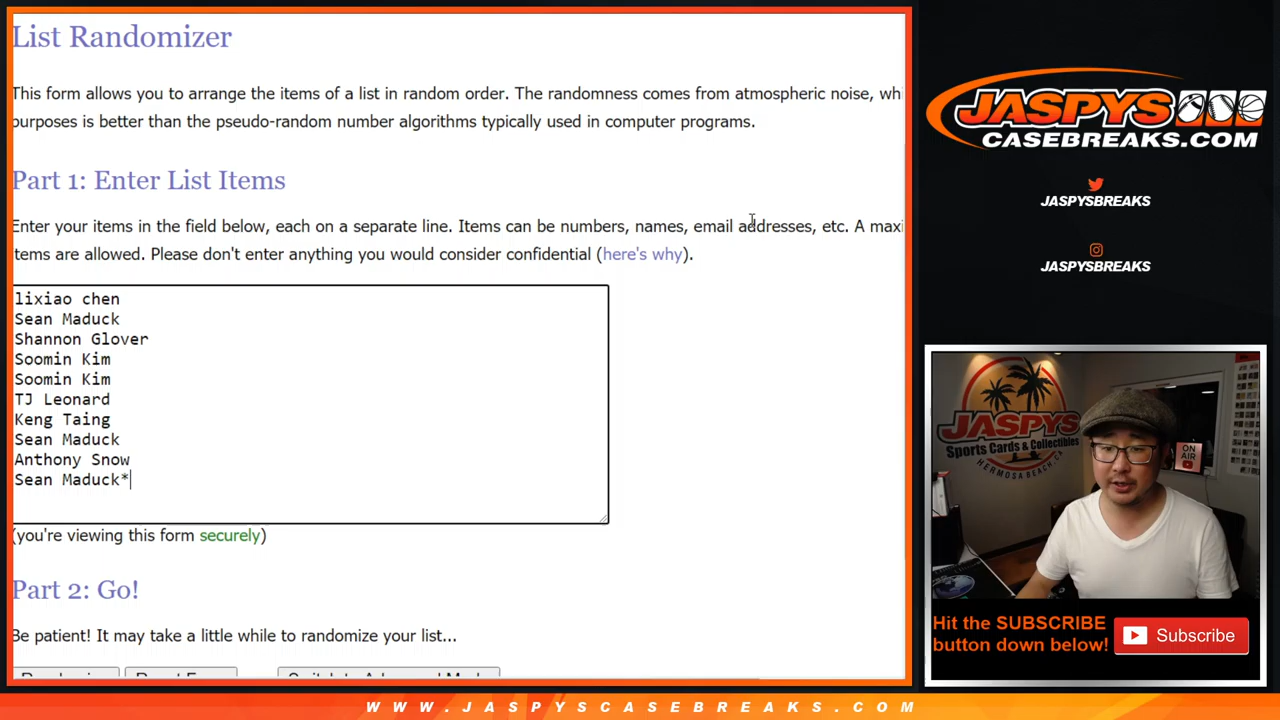 List Randomizer
This form allows you to arrange the items of a list in random order. The randomness comes from atmospheric noise, whi
purposes is better than the pseudo-random number algorithms typically used in computer programs.
Part 1: Enter List Items
Enter your items in the field below, each on a separate line. Items can be numbers, names, email addresses, etc. A maxi
items are allowed. Please don't enter anything you would consider confidential (here's why).
lixiao chen
Sean Maduck
Shannon Glover
Soomin Kim
Soomin Kim
TJ Leonard
Keng Taing
Sean Maduck
Anthony Snow
Sean Maduck*
(you're viewing this form securely)
Part 2: Go!
Be patient! It may take a little while to randomize your list...
JASPYS
CASEBREAKS.COM
JASPYSBREAKS
JASPYSBREAKS
JASPYS
Sports Cards & Collectibles
HERMOSA BEACH, CA
ON AIR
Hit the SUBSCRIBE
button down below!
Subscribe
WWW.JASPYSCASEBREAKS.COM